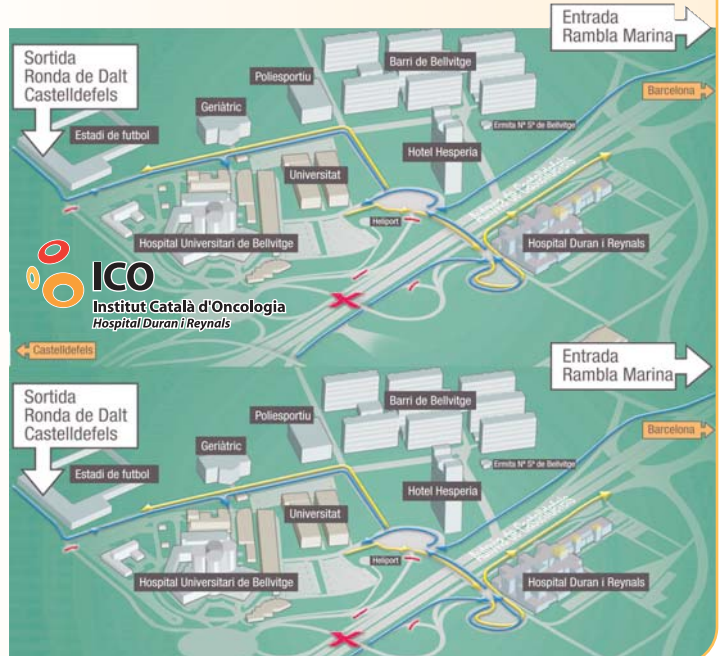 Entrada
Rambla Marina
Sortida
Ronda de Dalt
Castelldefels
Barcelona
Barri de Bellvitge
Poliesportiu
Geriàtric
Estadi de futbol
Ermita Nª Sª de Bellvitge
Hotel Hesperia
Universitat
Heliport
Hospital Universitari de Bellvitge
Hospital Duran i Reynals
ICO
Institut Català d'Oncologia
Hospital Duran i Reynals
Castelldefels
Entrada
Rambla Marina
Sortida
Ronda de Dalt
Castelldefels
Barcelona
Barri de Bellvitge
Poliesportiu
Geriàtric
Estadi de futbol
Ermita Nª Sª de Bellvitge
Hotel Hesperia
Universitat
Heliport
Hospital Universitari de Bellvitge
Hospital Duran i Reynals